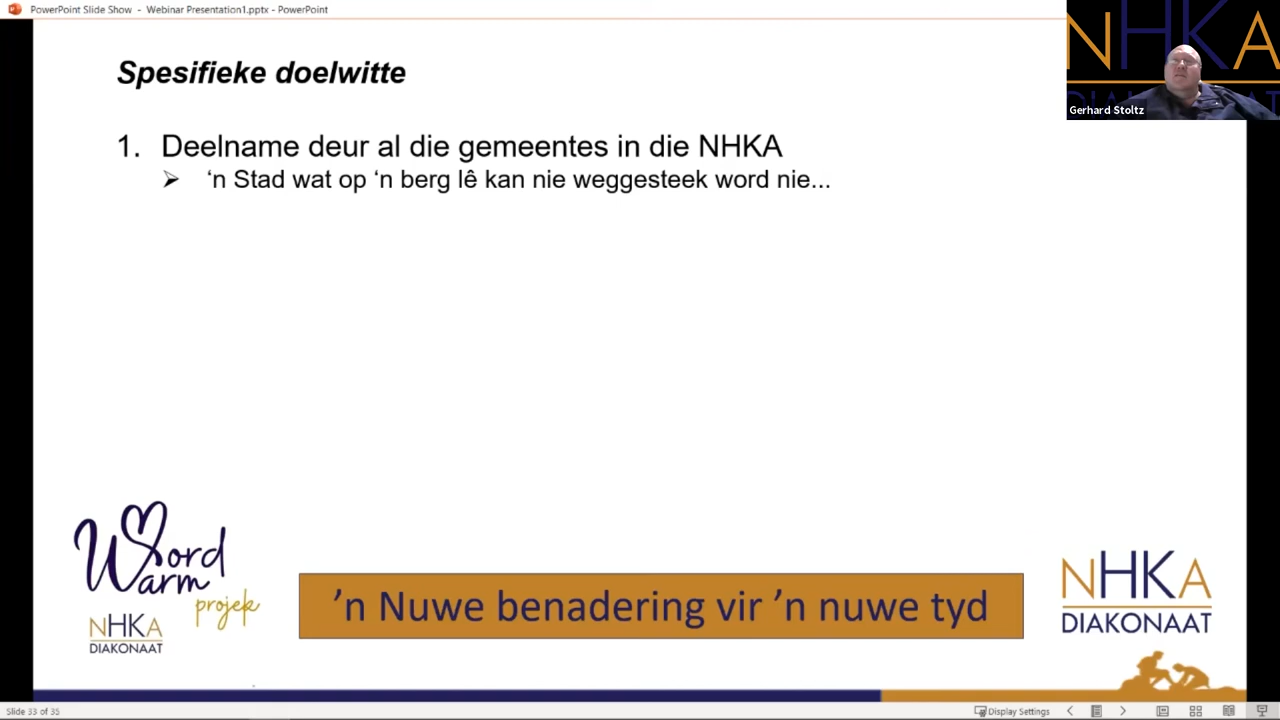 PowerPoint Slide Show - Webinar Presentation1.pptx - PowerPoint
NHKA
DIAKONAAT
Gerhard Stoltz
Spesifieke doelwitte
1. Deelname deur al die gemeentes in die NHKA
➢ ‘n Stad wat op ‘n berg lê kan nie weggesteek word nie...
Word
Warm
projek
NHKA
DIAKONAAT
’n Nuwe benadering vir ’n nuwe tyd
NHKA
DIAKONAAT
Slide 33 of 35
Display Settings